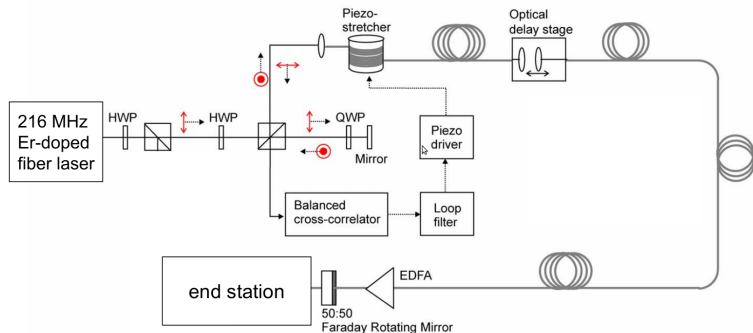 Piezo-
stretcher
Optical
delay stage
216 MHz
Er-doped
fiber laser
HWP
HWP
QWP
Mirror
Piezo
driver
Balanced
cross-correlator
Loop
filter
end station
EDFA
50:50
Faraday Rotating Mirror